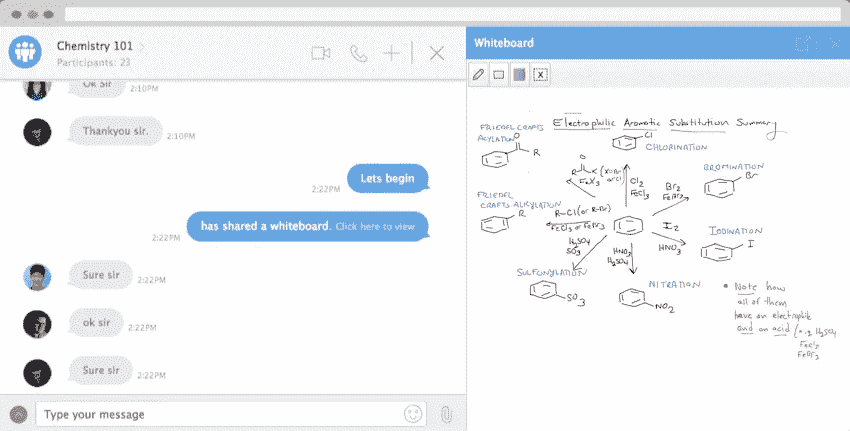 Chemistry 101
Participants: 23
Ok Sir
2:10PM
Thankyou sir.
2:10PM
Lets begin
2:22PM
has shared a whiteboard. Click here to view
2:22PM
Sure sir
2:22PM
ok sir
2:22PM
Sure sir
2:22PM
Type your message
Whiteboard
X
Electrophilic Aromatic Substitution Summary
FRIEDEL CRAFTS
ACYLATION
O
R
Cl
CHLORINATION
O
R
X (X=Br
or Cl)
FeX3
Cl2
FeCl3
BROMINATION
Br
Br2
FeBr3
FRIEDEL
CRAFTS ALKYLATION
R
R-Cl (or R-Br)
FeCl3 or FeBr3
I2
HNO3
IODINATION
I
H2SO4
SO3
HNO3
H2SO4
SULFONYLATION
SO3
NITRATION
NO2
• Note how
all of them
have an electrophile
and an acid (e.g. H2SO4
FeCl3
FeBr3